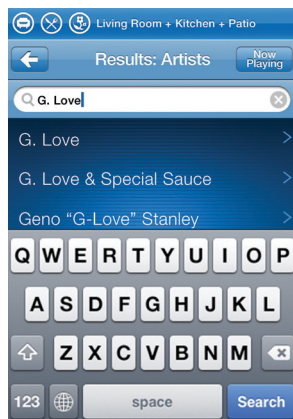 Living Room + Kitchen + Patio
Results: Artists
Now
Playing
G. Love
G. Love
G. Love & Special Sauce
Geno “G-Love” Stanley
Q W E R T Y U I O P
A S D F G H J K L
Z X C V B N M
123 space Search